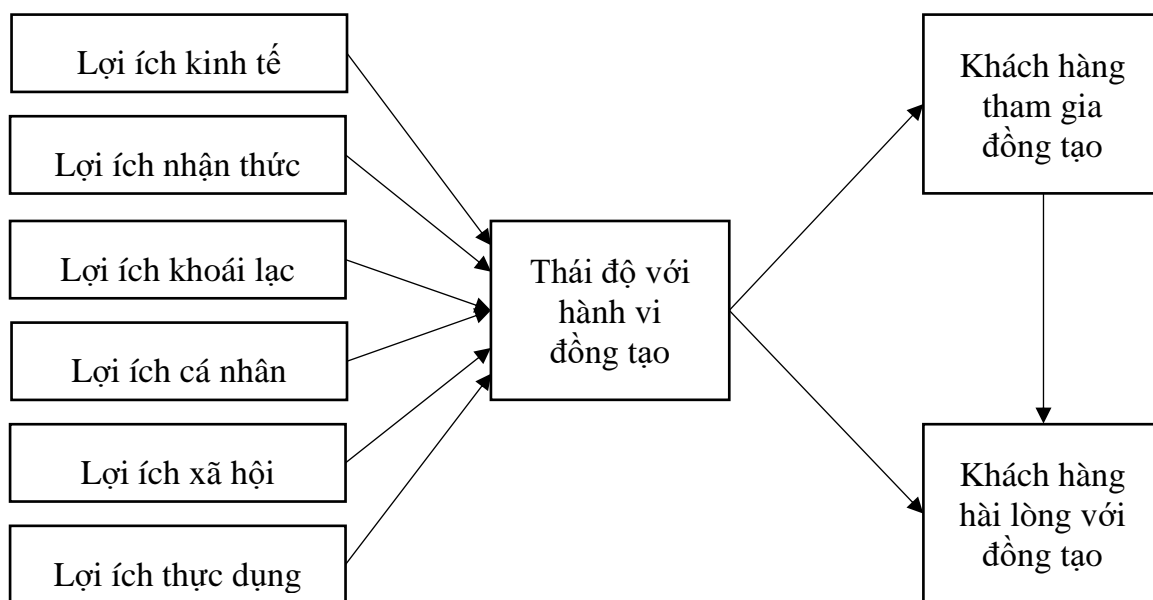 Lợi ích kinh tế
Lợi ích nhận thức
Lợi ích khoái lạc
Lợi ích cá nhân
Lợi ích xã hội
Lợi ích thực dụng
Thái độ với
hành vi
đồng tạo
Khách hàng
tham gia
đồng tạo
Khách hàng
hài lòng với
đồng tạo